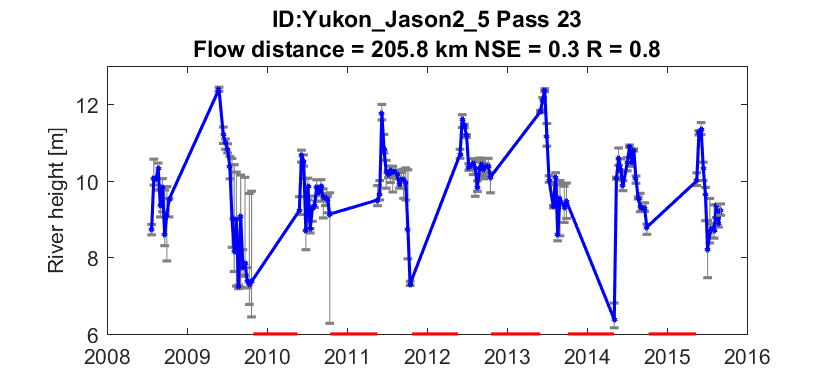 ID:Yukon_Jason2_5 Pass 23
Flow distance = 205.8 km NSE = 0.3 R = 0.8
River height [m]
12
10
8
6
2008 2009 2010 2011 2012 2013 2014 2015 2016